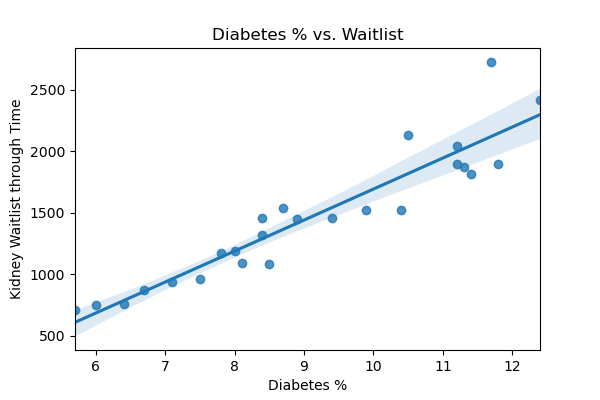 Diabetes % vs. Waitlist
Kidney Waitlist through Time
2500
2000
1500
1000
500
6 7 8 9 10 11 12
Diabetes %